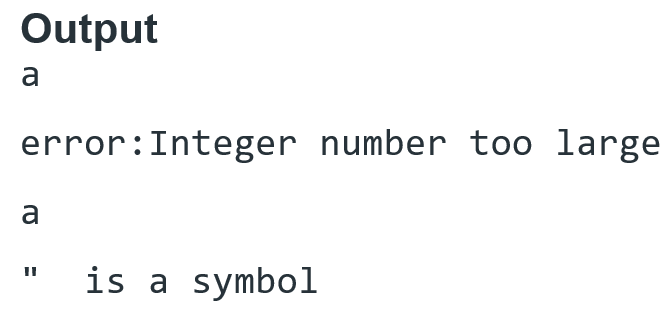 Output
a
error:Integer number too large
a
"  is a symbol